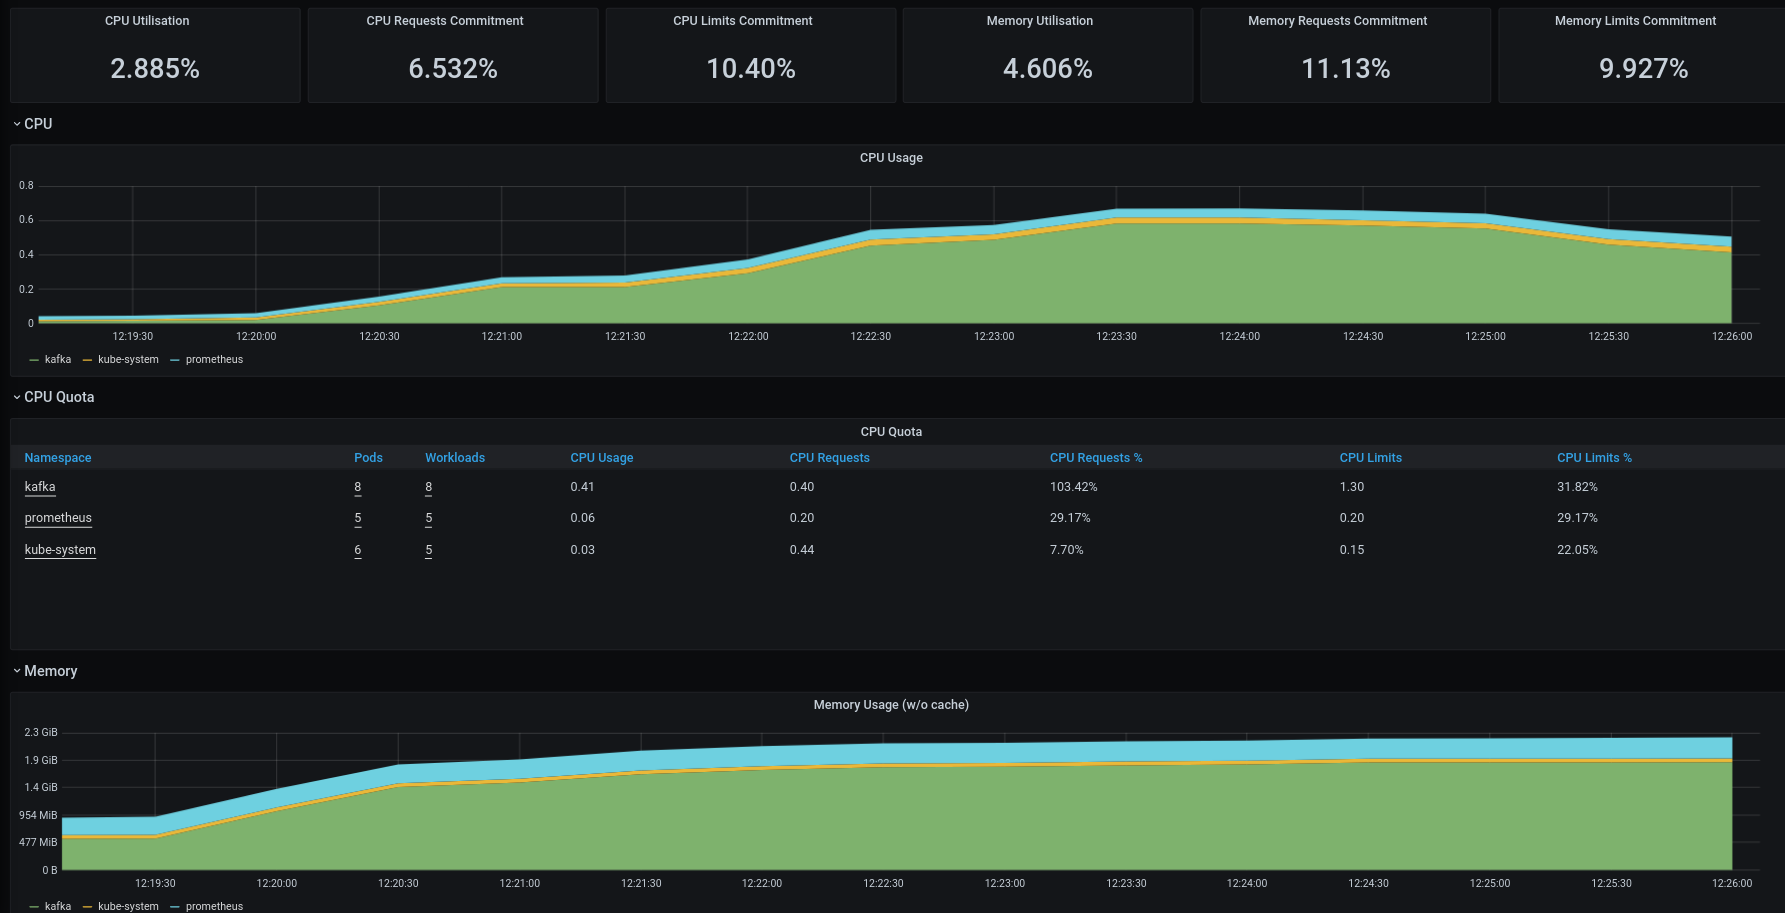 CPU Utilisation CPU Requests Commitment CPU Limits Commitment Memory Utilisation Memory Requests Commitment Memory Limits Commitment
2.885% 6.532% 10.40% 4.606% 11.13% 9.927%
CPU
CPU Usage
0.8
0.6
0.4
0.2
0
12:19:30 12:20:00 12:20:30 12:21:00 12:21:30 12:22:00 12:22:30 12:23:00 12:23:30 12:24:00 12:24:30 12:25:00 12:25:30 12:26:00
kafka kube-system prometheus
CPU Quota
CPU Quota
Namespace Pods Workloads CPU Usage CPU Requests CPU Requests % CPU Limits CPU Limits %
kafka 8 8 0.41 0.40 103.42% 1.30 31.82%
prometheus 5 5 0.06 0.20 29.17% 0.20 29.17%
kube-system 6 5 0.03 0.44 7.70% 0.15 22.05%
Memory
Memory Usage (w/o cache)
2.3 GiB
1.9 GiB
1.4 GiB
954 MiB
477 MiB
0 B
12:19:30 12:20:00 12:20:30 12:21:00 12:21:30 12:22:00 12:22:30 12:23:00 12:23:30 12:24:00 12:24:30 12:25:00 12:25:30 12:26:00
kafka kube-system prometheus